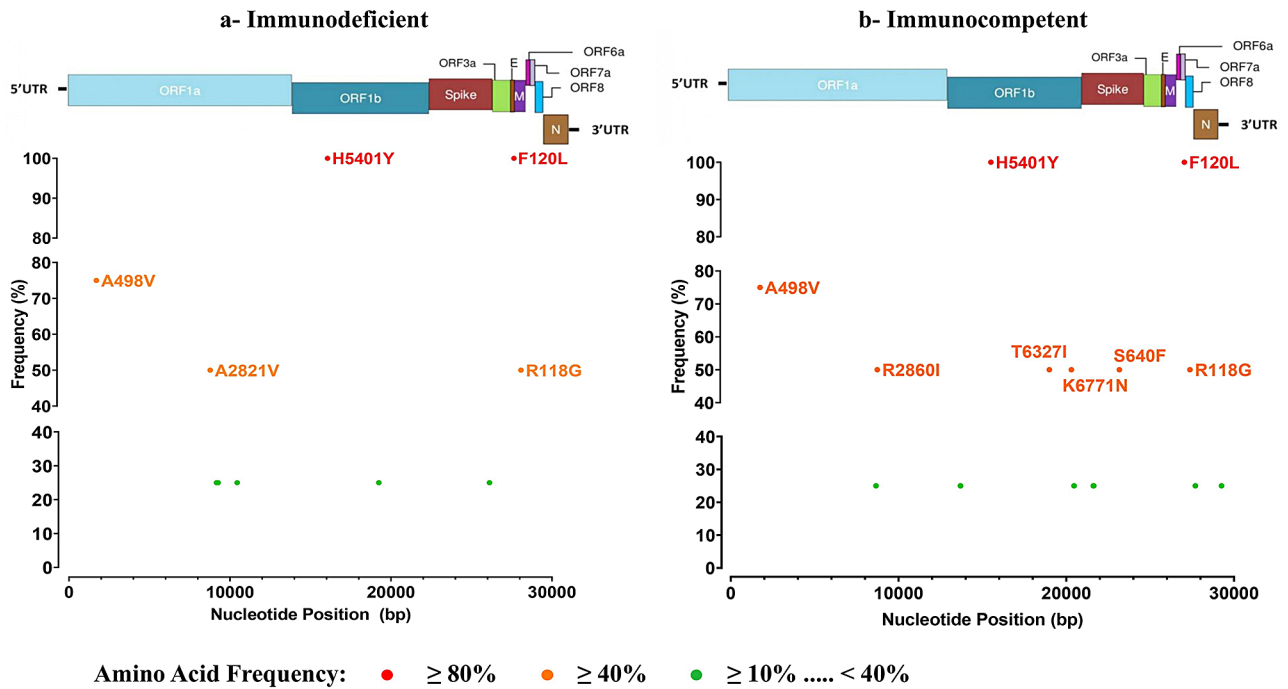 a- Immunodeficient
ORF6a
ORF3a E
ORF7a
5'UTR ORF1a ORF1b Spike M ORF8
N 3'UTR
100 H5401Y F120L
90
80
80
A498V
70
60
50 A2821V R118G
40
40
30
20
10
0
Frequency (%)
0 10000 20000 30000
Nucleotide Position (bp)
b- Immunocompetent
ORF6a
ORF3a E
ORF7a
5'UTR ORF1a ORF1b Spike M ORF8
N 3'UTR
100 H5401Y F120L
90
80
80
A498V
70
60
T6327I S640F
50 R2860I R118G
K6771N
40
40
30
20
10
0
Frequency (%)
0 10000 20000 30000
Nucleotide Position (bp)
Amino Acid Frequency: ≥ 80% ≥ 40% ≥ 10% ..... < 40%